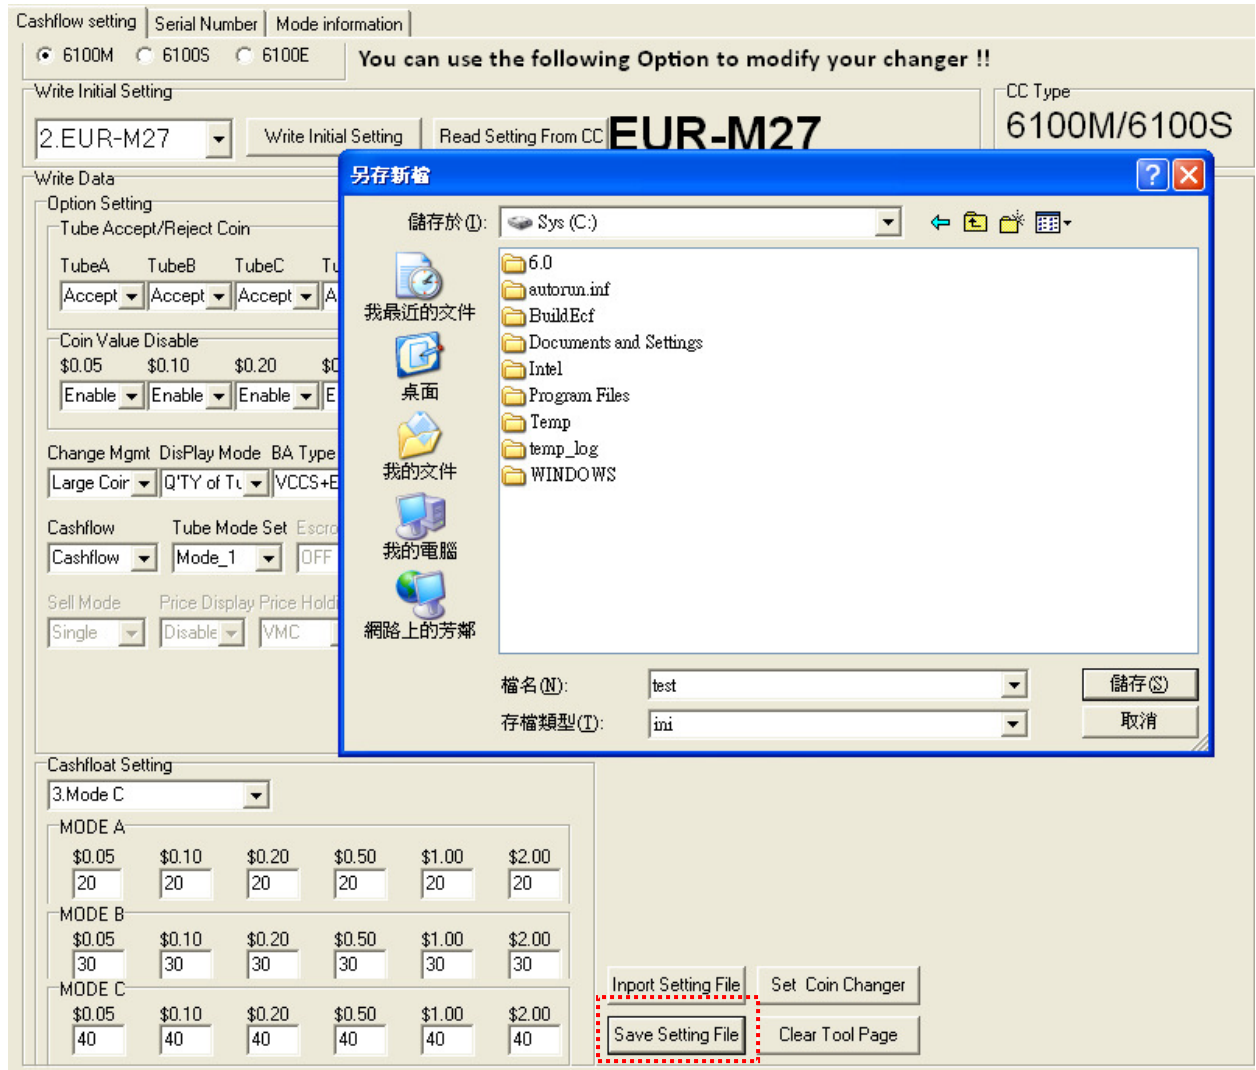 Cashflow setting Serial Number Mode information
6100M 6100S 6100E You can use the following Option to modify your changer !!
Write Initial Setting CC Type
2.EUR-M27 Write Initial Setting Read Setting From CC EUR-M27 6100M/6100S
Write Data
Option Setting
Tube Accept/Reject Coin
TubeA TubeB TubeC
Accept Accept Accept
Coin Value Disable
$0.05 $0.10 $0.20
Enable Enable Enable
Change Mgmt DisPlay Mode BA Type
Large Coir Q'TY of VCCS+E
Cashflow Tube Mode Set Escro
Cashflow Mode_1 OFF
Sell Mode Price Display Price Holdi
Single Disable VMC
另存新檔
儲存於(I): Sys (C:)
我最近的文件
桌面
我的文件
我的電腦
網路上的芳鄰
6.0
autorun.inf
BuildEcf
Documents and Settings
Intel
Program Files
Temp
temp_log
WINDOWS
檔名(N): test 儲存(S)
存檔類型(T): ini 取消
Cashfloat Setting
3.Mode C
MODE A
$0.05 $0.10 $0.20 $0.50 $1.00 $2.00
20 20 20 20 20 20
MODE B
$0.05 $0.10 $0.20 $0.50 $1.00 $2.00
30 30 30 30 30 30
MODE C
$0.05 $0.10 $0.20 $0.50 $1.00 $2.00
40 40 40 40 40 40
Inport Setting File Set Coin Changer
Save Setting File Clear Tool Page